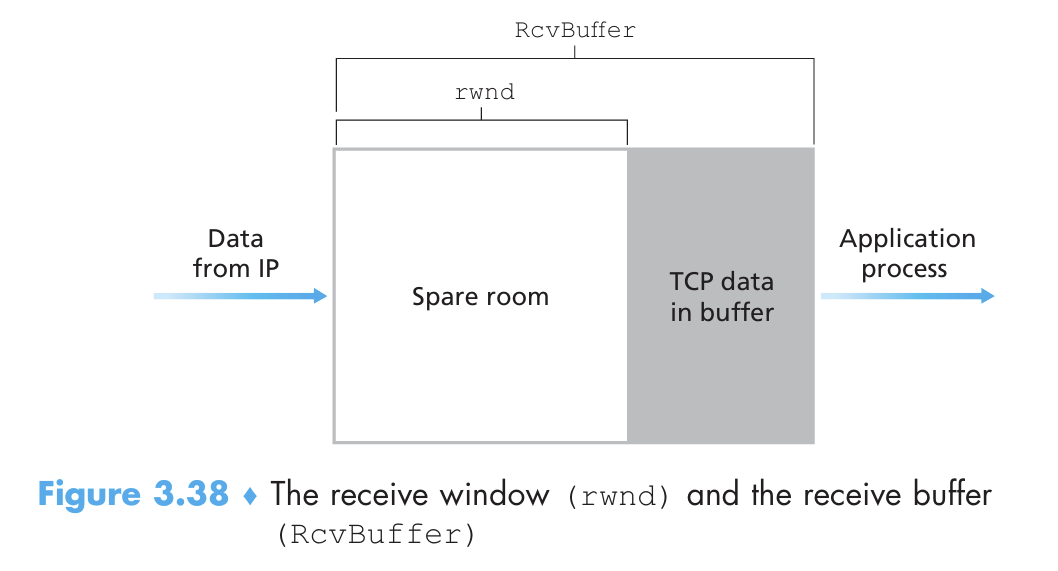 RcvBuffer
rwnd
Data
from IP
Spare room
TCP data
in buffer
Application
process
Figure 3.38 ♦ The receive window (rwnd) and the receive buffer
(RcvBuffer)